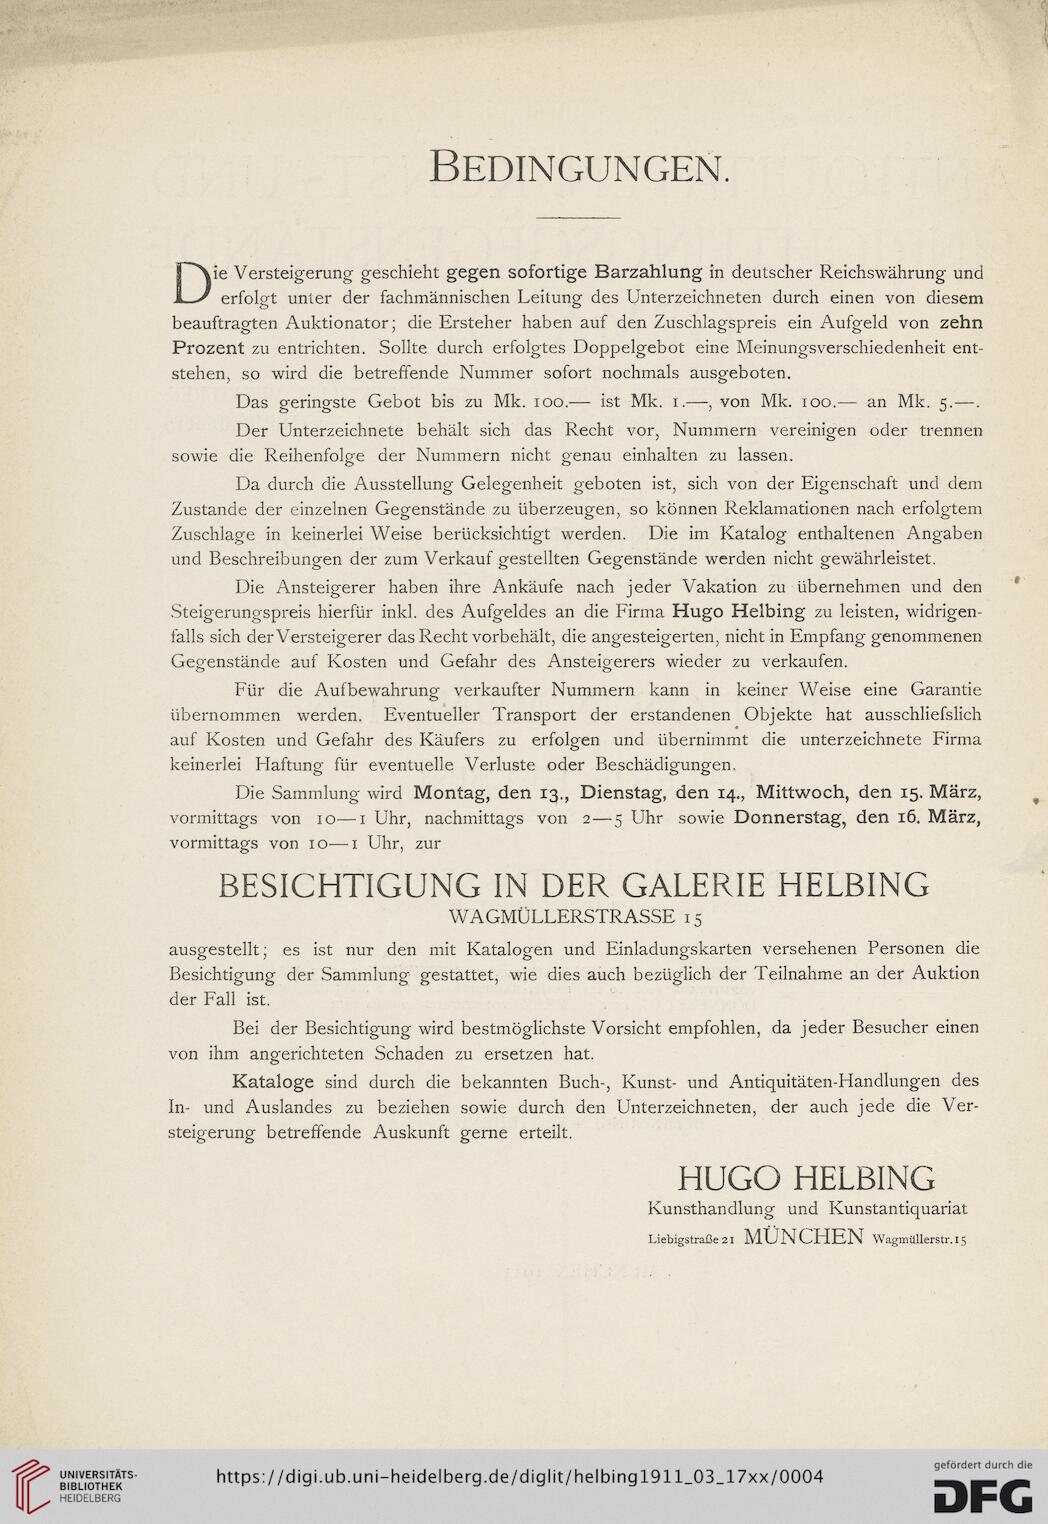 BEDINGUNGEN.
Die Versteigerung geschieht gegen sofortige Barzahlung in deutscher Reichswährung und
erfolgt unter der fachmännischen Leitung des Unterzeichneten durch einen von diesem
beauftragten Auktionator; die Ersteher haben auf den Zuschlagspreis ein Aufgeld von zehn
Prozent zu entrichten. Sollte durch erfolgtes Doppelgebot eine Meinungsverschiedenheit ent-
stehen, so wird die betreffende Nummer sofort nochmals ausgeboten.
Das geringste Gebot bis zu Mk. 100.— ist Mk. 1.—, von Mk. 100.— an Mk. 5.—.
Der Unterzeichnete behält sich das Recht vor, Nummern vereinigen oder trennen
sowie die Reihenfolge der Nummern nicht genau einhalten zu lassen.
Da durch die Ausstellung Gelegenheit geboten ist, sich von der Eigenschaft und dem
Zustande der einzelnen Gegenstände zu überzeugen, so können Reklamationen nach erfolgtem
Zuschlage in keinerlei Weise berücksichtigt werden. Die im Katalog enthaltenen Angaben
und Beschreibungen der zum Verkauf gestellten Gegenstände werden nicht gewährleistet.
Die Ansteigerer haben ihre Ankäufe nach jeder Vakation zu übernehmen und den
Steigerungspreis hierfür inkl. des Aufgeldes an die Firma Hugo Helbing zu leisten, widrigen-
falls sich der Versteigerer das Recht vorbehält, die angesteigerten, nicht in Empfang genommenen
Gegenstände auf Kosten und Gefahr des Ansteigerers wieder zu verkaufen.
Für die Aufbewahrung verkaufter Nummern kann in keiner Weise eine Garantie
übernommen werden. Eventueller Transport der erstandenen Objekte hat ausschliefslich
auf Kosten und Gefahr des Käufers zu erfolgen und übernimmt die unterzeichnete Firma
keinerlei Haftung für eventuelle Verluste oder Beschädigungen.
Die Sammlung wird Montag, den 13., Dienstag, den 14., Mittwoch, den 15. März,
vormittags von 10—1 Uhr, nachmittags von 2—5 Uhr sowie Donnerstag, den 16. März,
vormittags von 10—1 Uhr, zur
BESICHTIGUNG IN DER GALERIE HELBING
WAGMÜLLERSTRASSE 15
ausgestellt; es ist nur den mit Katalogen und Einladungskarten versehenen Personen die
Besichtigung der Sammlung gestattet, wie dies auch bezüglich der Teilnahme an der Auktion
der Fall ist.
Bei der Besichtigung wird bestmöglichste Vorsicht empfohlen, da jeder Besucher einen
von ihm angerichteten Schaden zu ersetzen hat.
Kataloge sind durch die bekannten Buch-, Kunst- und Antiquitäten-Handlungen des
In- und Auslandes zu beziehen sowie durch den Unterzeichneten, der auch jede die Ver-
steigerung betreffende Auskunft gerne erteilt.
HUGO HELBING
Kunsthandlung und Kunstantiquariat
Liebigstraße 21 MÜNCHEN Wagmüllerstr. 15
UNIVERSITÄTS-
BIBLIOTHEK
HEIDELBERG
https://digi.ub.uni-heidelberg.de/diglit/helbing1911_03_17xx/0004
gefördert durch die
DFG